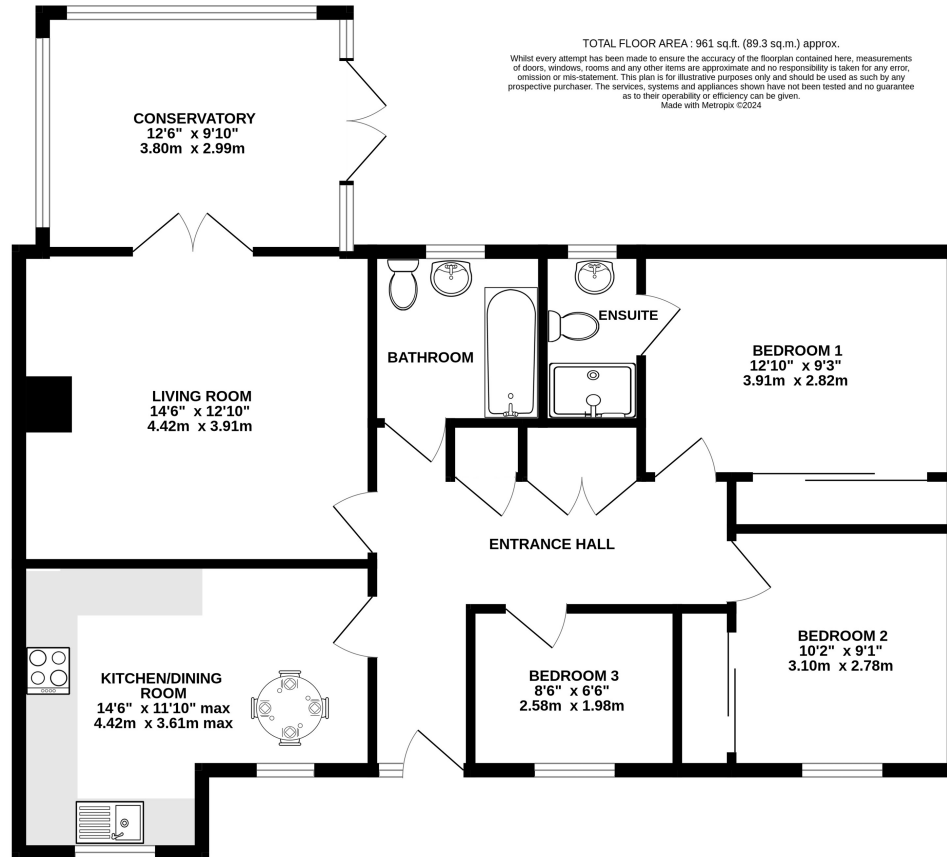 TOTAL FLOOR AREA : 961 sq.ft. (89.3 sq.m.) approx.
Whilst every attempt has been made to ensure the accuracy of the floorplan contained here, measurements
of doors, windows, rooms and any other items are approximate and no responsibility is taken for any error,
omission or mis-statement. This plan is for illustrative purposes only and should be used as such by any
prospective purchaser. The services, systems and appliances shown have not been tested and no guarantee
as to their operability or efficiency can be given.
Made with Metropix ©2024
CONSERVATORY
12'6" x 9'10"
3.80m x 2.99m
LIVING ROOM
14'6" x 12'10"
4.42m x 3.91m
BATHROOM
ENSUITE
BEDROOM 1
12'10" x 9'3"
3.91m x 2.82m
ENTRANCE HALL
KITCHEN/DINING
ROOM
14'6" x 11'10" max
4.42m x 3.61m max
BEDROOM 3
8'6" x 6'6"
2.58m x 1.98m
BEDROOM 2
10'2" x 9'1"
3.10m x 2.78m